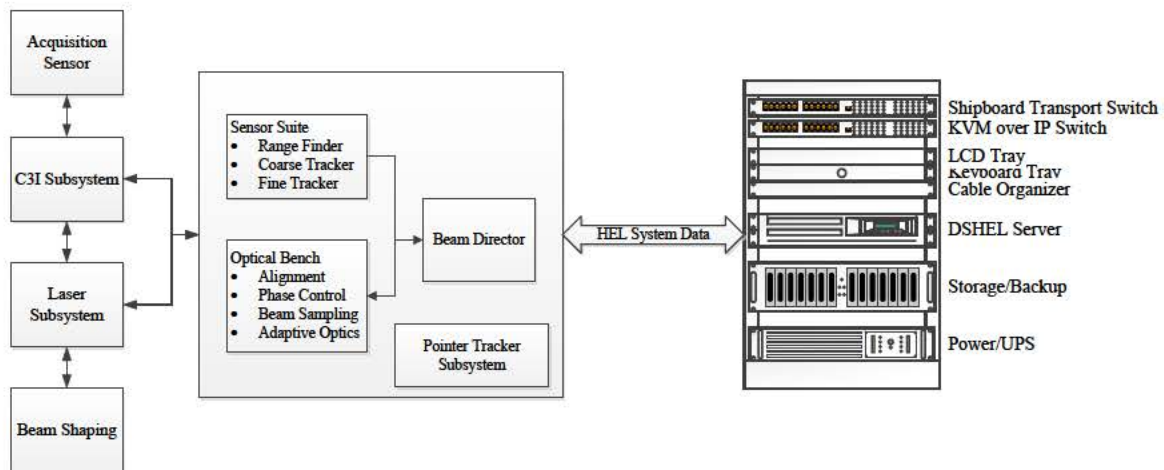 Acquisition
Sensor
C3I Subsystem
Laser
Subsystem
Beam Shaping
Sensor Suite
• Range Finder
• Coarse Tracker
• Fine Tracker
Optical Bench
• Alignment
• Phase Control
• Beam Sampling
• Adaptive Optics
Beam Director
Pointer Tracker
Subsystem
HEL System Data
Shipboard Transport Switch
KVM over IP Switch
LCD Tray
Keyboard Tray
Cable Organizer
DSHEL Server
Storage/Backup
Power/UPS